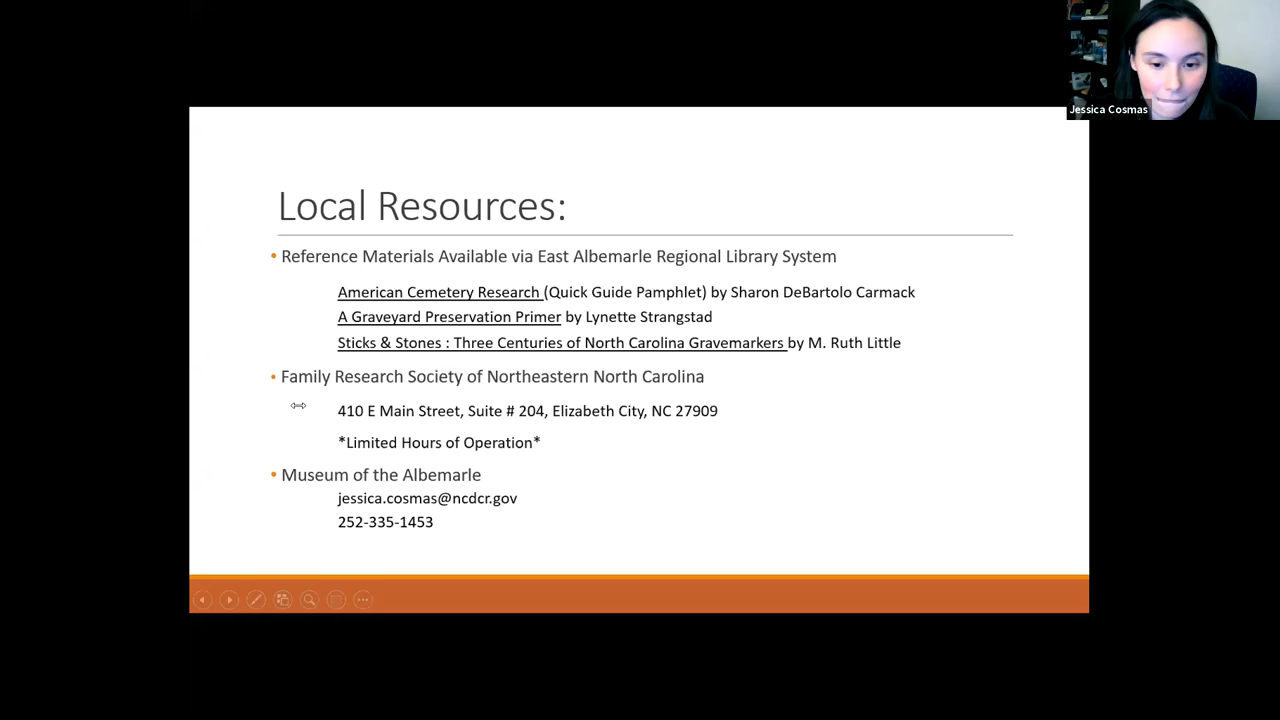 Jessica Cosmas
Local Resources:
• Reference Materials Available via East Albemarle Regional Library System
American Cemetery Research (Quick Guide Pamphlet) by Sharon DeBartolo Carmack
A Graveyard Preservation Primer by Lynette Strangstad
Sticks & Stones : Three Centuries of North Carolina Gravemarkers by M. Ruth Little
• Family Research Society of Northeastern North Carolina
410 E Main Street, Suite # 204, Elizabeth City, NC 27909
*Limited Hours of Operation*
• Museum of the Albemarle
jessica.cosmas@ncdcr.gov
252-335-1453